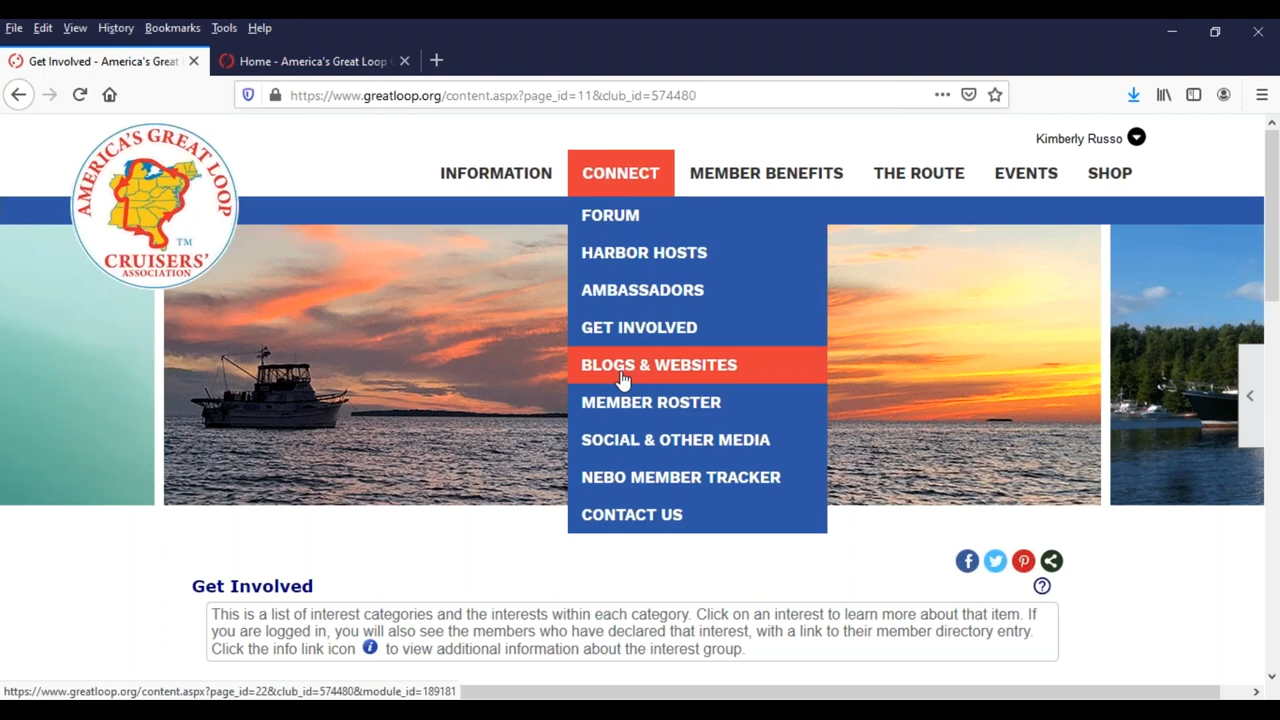 File Edit View History Bookmarks Tools Help
Get Involved - America's Great
Home - America's Great Loop
https://www.greatloop.org/content.aspx?page_id=11&club_id=574480
AMERICA'S GREAT LOOP
TM
CRUISERS'
ASSOCIATION
Kimberly Russo
INFORMATION CONNECT MEMBER BENEFITS THE ROUTE EVENTS SHOP
FORUM
HARBOR HOSTS
AMBASSADORS
GET INVOLVED
BLOGS & WEBSITES
MEMBER ROSTER
SOCIAL & OTHER MEDIA
NEBO MEMBER TRACKER
CONTACT US
Get Involved
This is a list of interest categories and the interests within each category. Click on an interest to learn more about that item. If
you are logged in, you will also see the members who have declared that interest, with a link to their member directory entry.
Click the info link icon to view additional information about the interest group.
https://www.greatloop.org/content.aspx?page_id=22&club_id=574480&module_id=189181